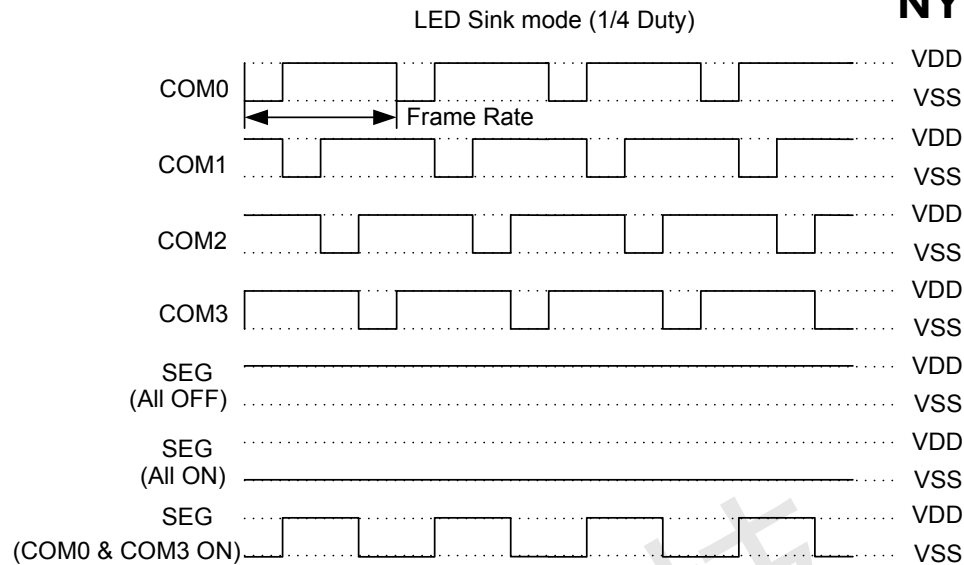 NY
LED Sink mode (1/4 Duty)
COM0 VDD
VSS
Frame Rate
COM1 VDD
VSS
COM2 VDD
VSS
COM3 VDD
VSS
SEG VDD
(All OFF) VSS
SEG VDD
(All ON) VSS
SEG VDD
(COM0 & COM3 ON) VSS